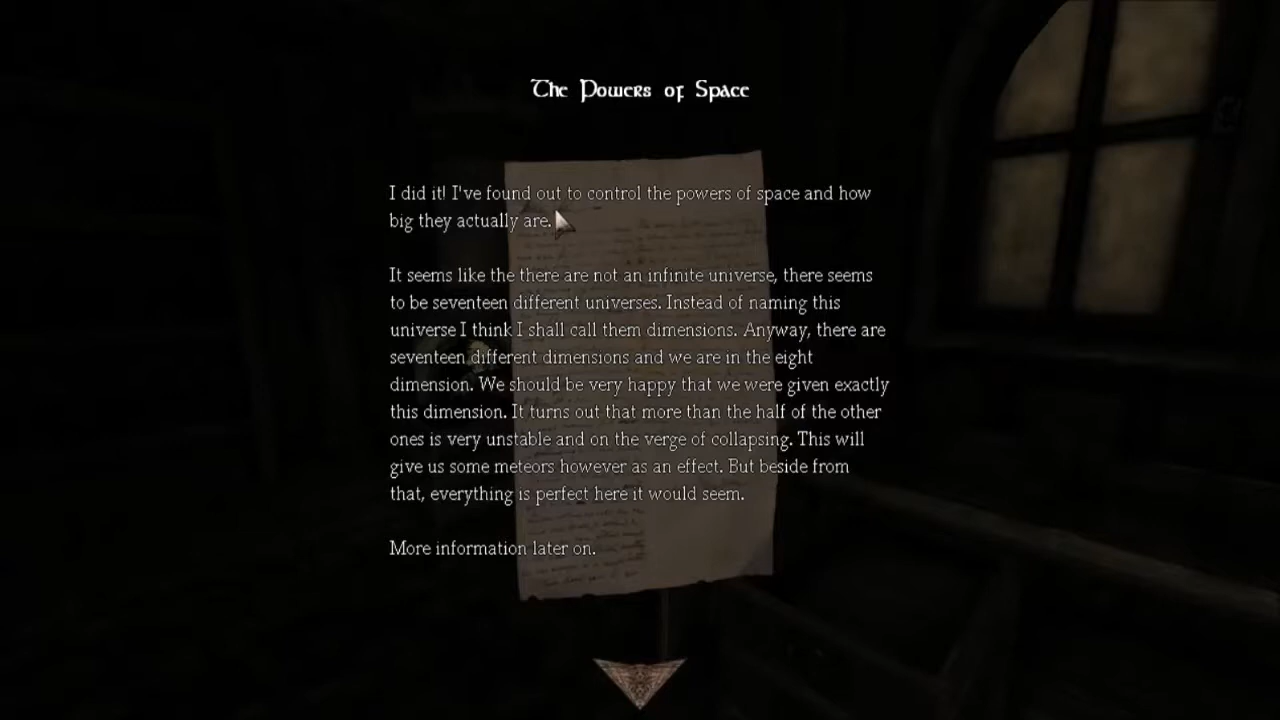 The Powers of Space
I did it! I've found out to control the powers of space and how
big they actually are.
It seems like the there are not an infinite universe, there seems
to be seventeen different universes. Instead of naming this
universe I think I shall call them dimensions. Anyway, there are
seventeen different dimensions and we are in the eight
dimension. We should be very happy that we were given exactly
this dimension. It turns out that more than the half of the other
ones is very unstable and on the verge of collapsing. This will
give us some meteors however as an effect. But beside from
that, everything is perfect here it would seem.
More information later on.